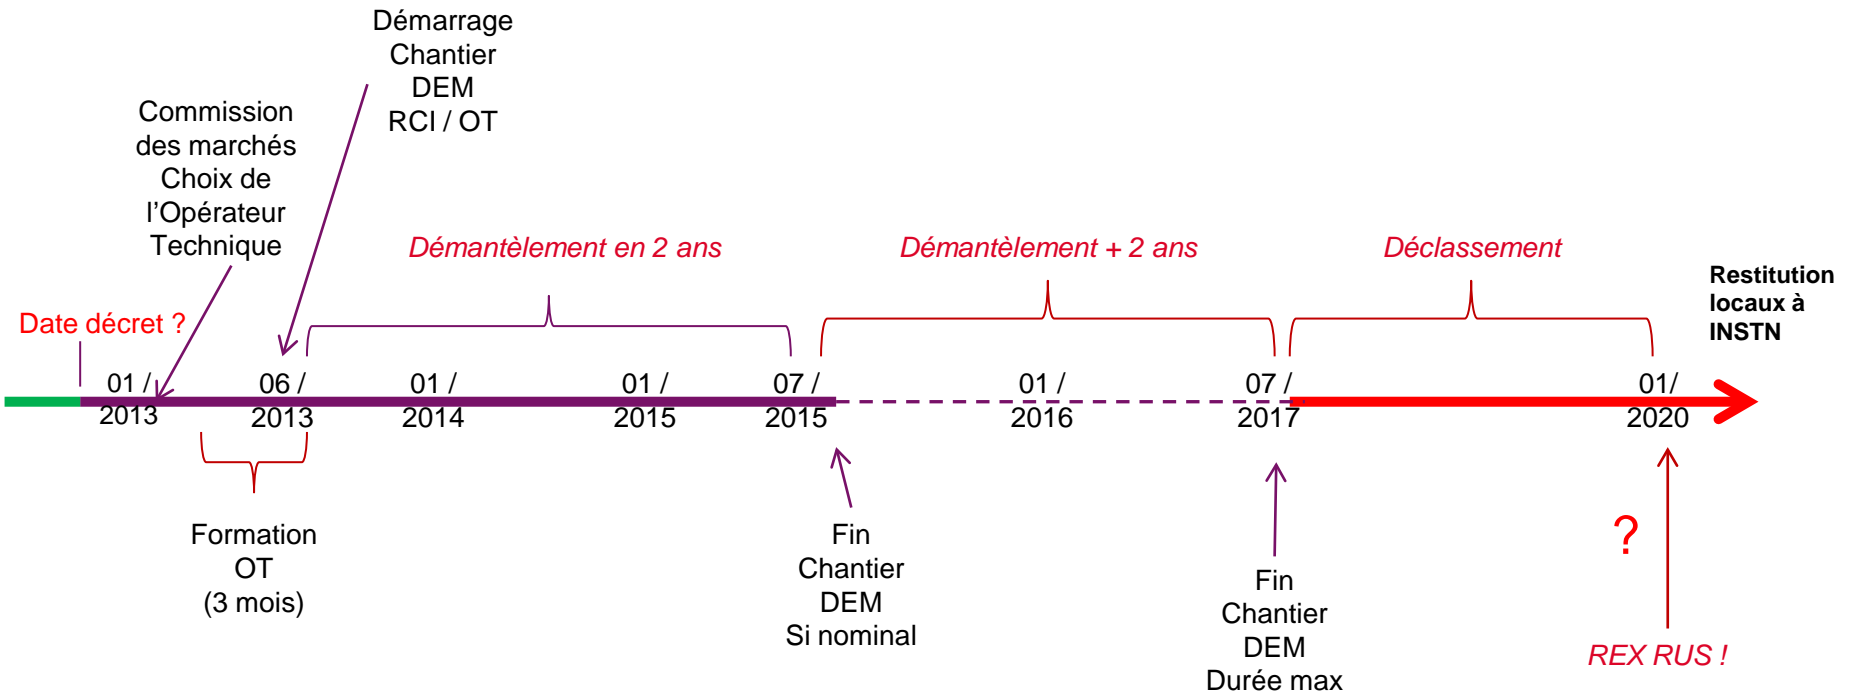 Démarrage
Chantier
DEM
RCI / OT
Commission
des marchés
Choix de
l’Opérateur
Technique
Démantèlement en 2 ans
Démantèlement + 2 ans
Déclassement
Restitution
locaux à
INSTN
Date décret ?
01 /
2013
06 /
2013
01 /
2014
01 /
2015
07 /
2015
01 /
2016
07 /
2017
01/
2020
Formation
OT
(3 mois)
Fin
Chantier
DEM
Si nominal
Fin
Chantier
DEM
Durée max
?
REX RUS !